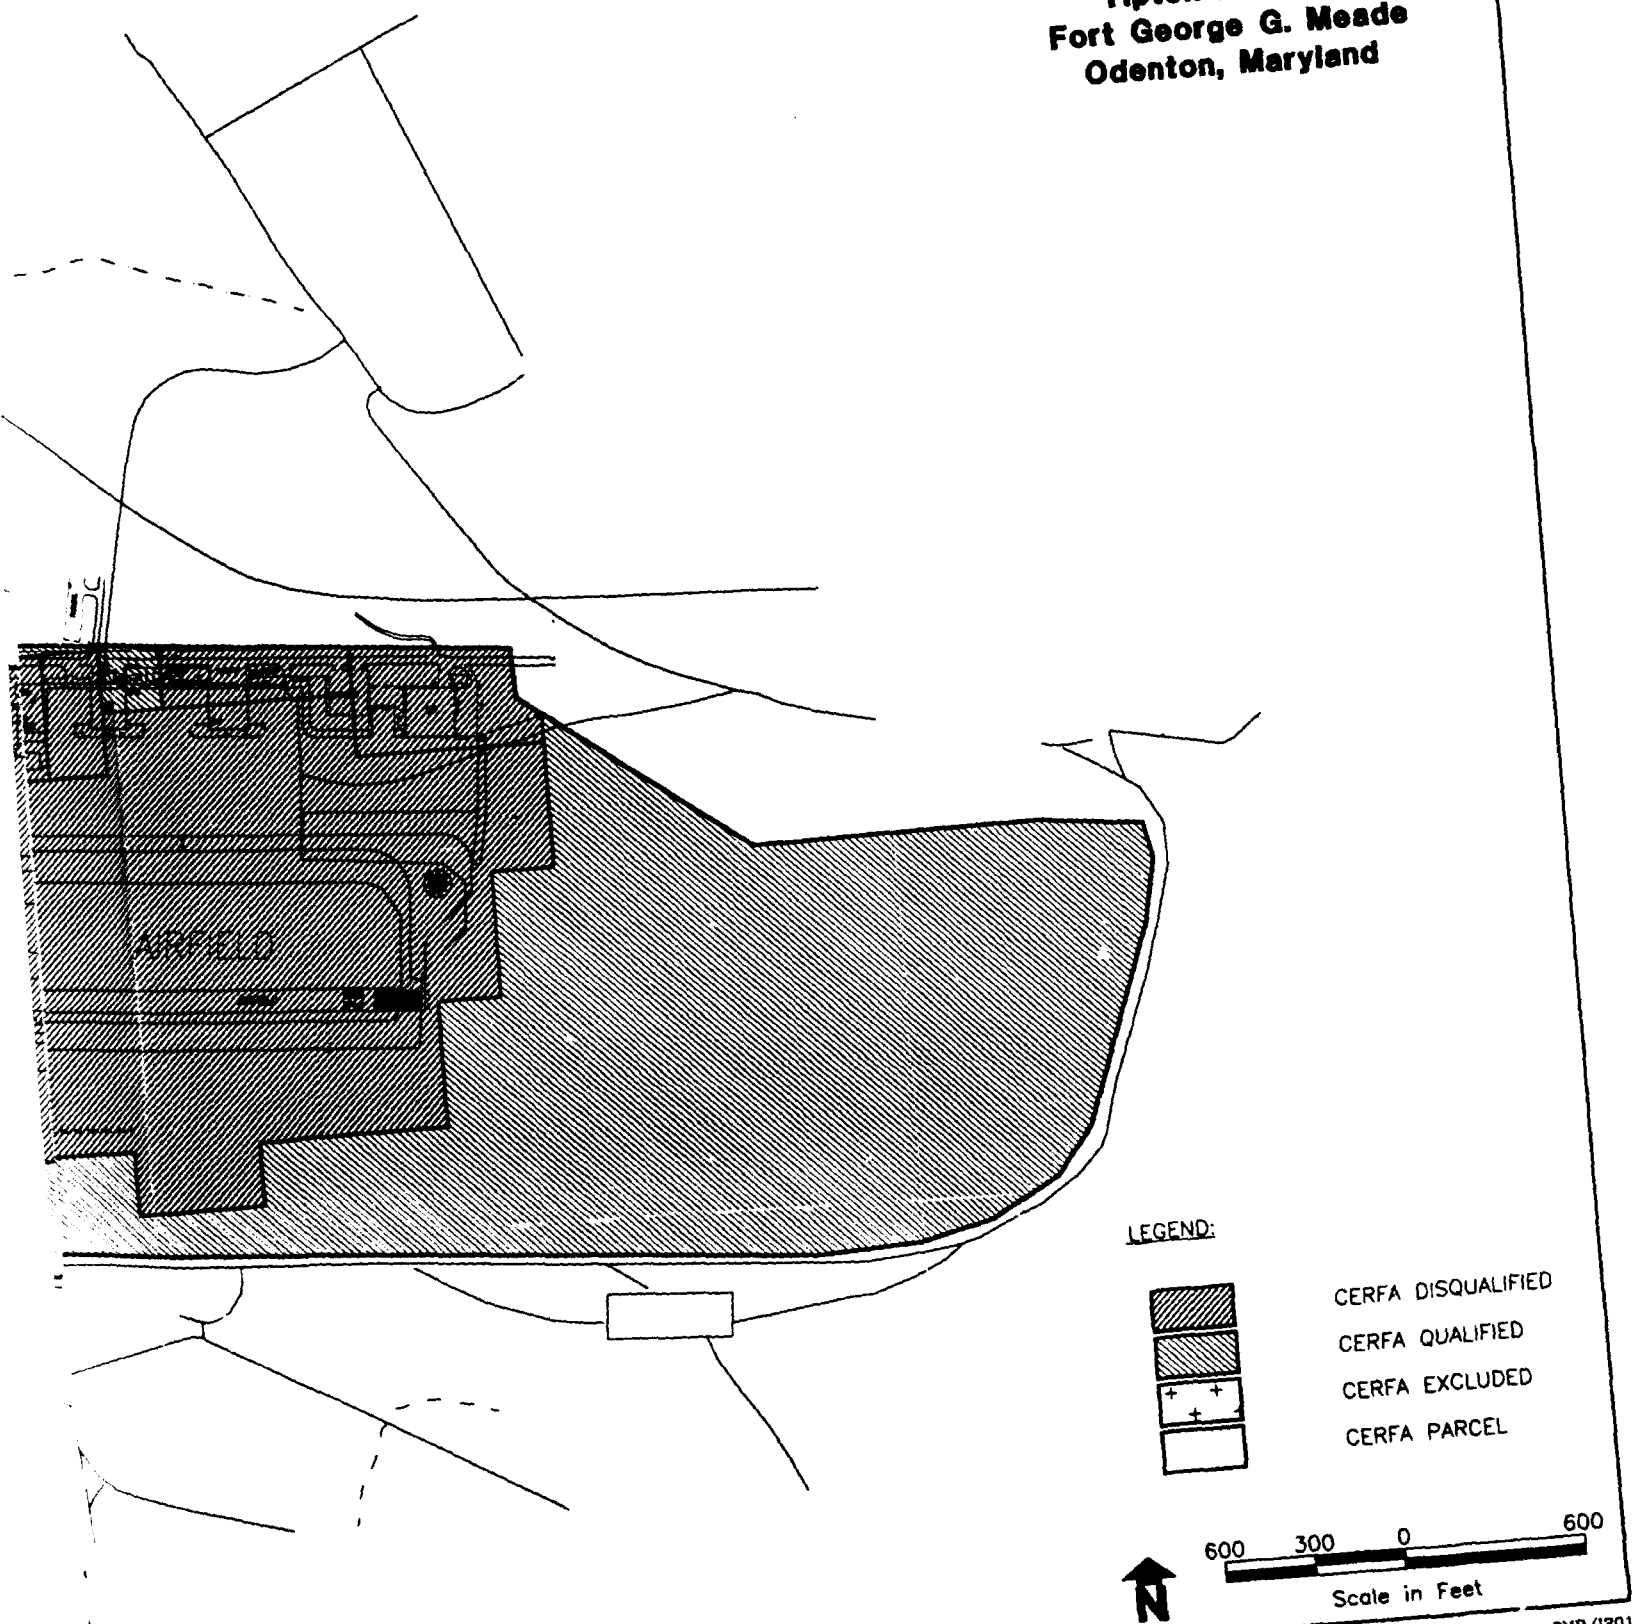 Fort George G. Meade
Odenton, Maryland
AIRFIELD
LEGEND:
CERFA DISQUALIFIED
CERFA QUALIFIED
CERFA EXCLUDED
CERFA PARCEL
600 300 0 600
Scale in Feet
N